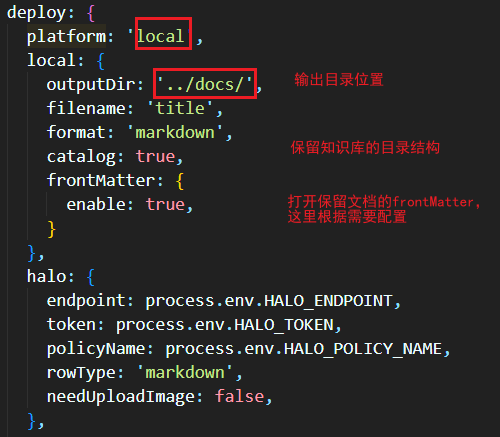 deploy: {
platform: 'local',
local: {
outputDir: '../docs/', 输出目录位置
filename: 'title',
format: 'markdown',
catalog: true, 保留知识库的目录结构
frontMatter: {
enable: true, 打开保留文档的frontMatter,
这里根据需要配置
}
},
halo: {
endpoint: process.env.HALO_ENDPOINT,
token: process.env.HALO_TOKEN,
policyName: process.env.HALO_POLICY_NAME,
rowType: 'markdown',
needUploadImage: false,
},